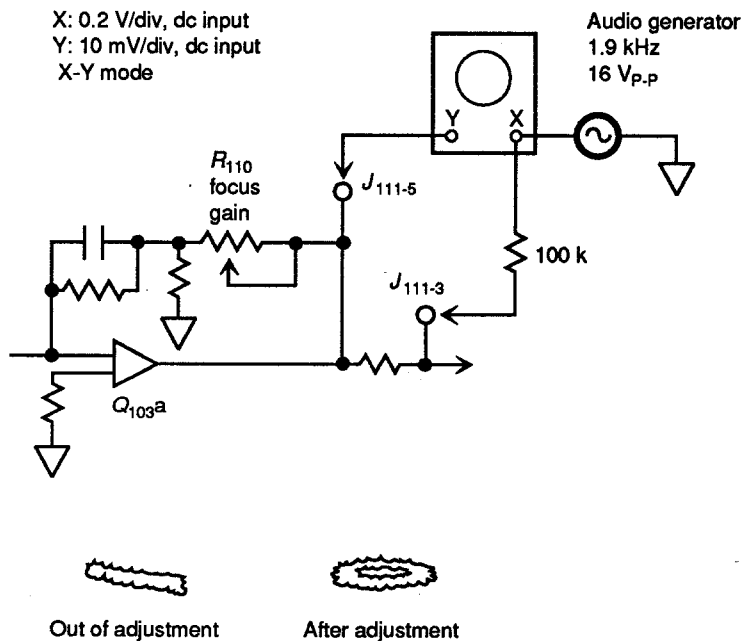 X: 0.2 V/div, dc input
Y: 10 mV/div, dc input
X-Y mode
Audio generator
1.9 kHz
16 VP-P
Y X
R110
focus
gain
J111-5
100 k
J111-3
Q103a
Out of adjustment
After adjustment